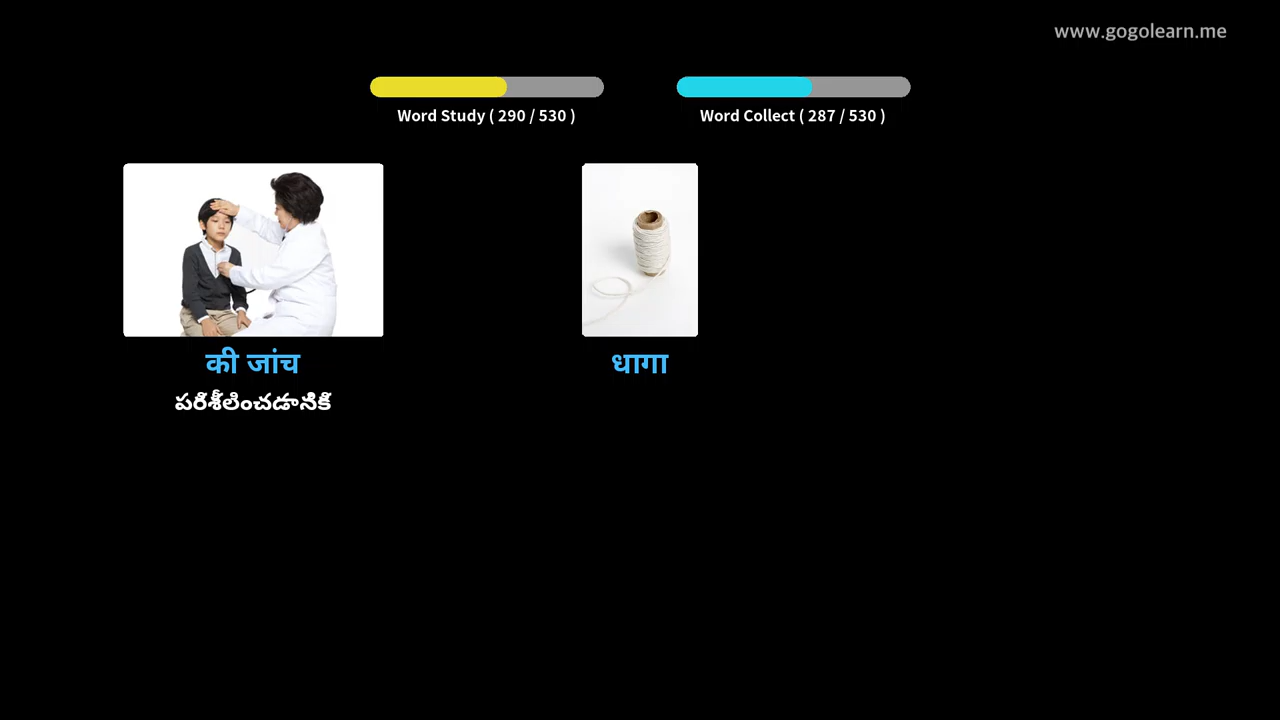 www.gogolearn.me
Word Study ( 290 / 530 )
Word Collect ( 287 / 530 )
की जांच
धागा
పరిశీలించడానికి